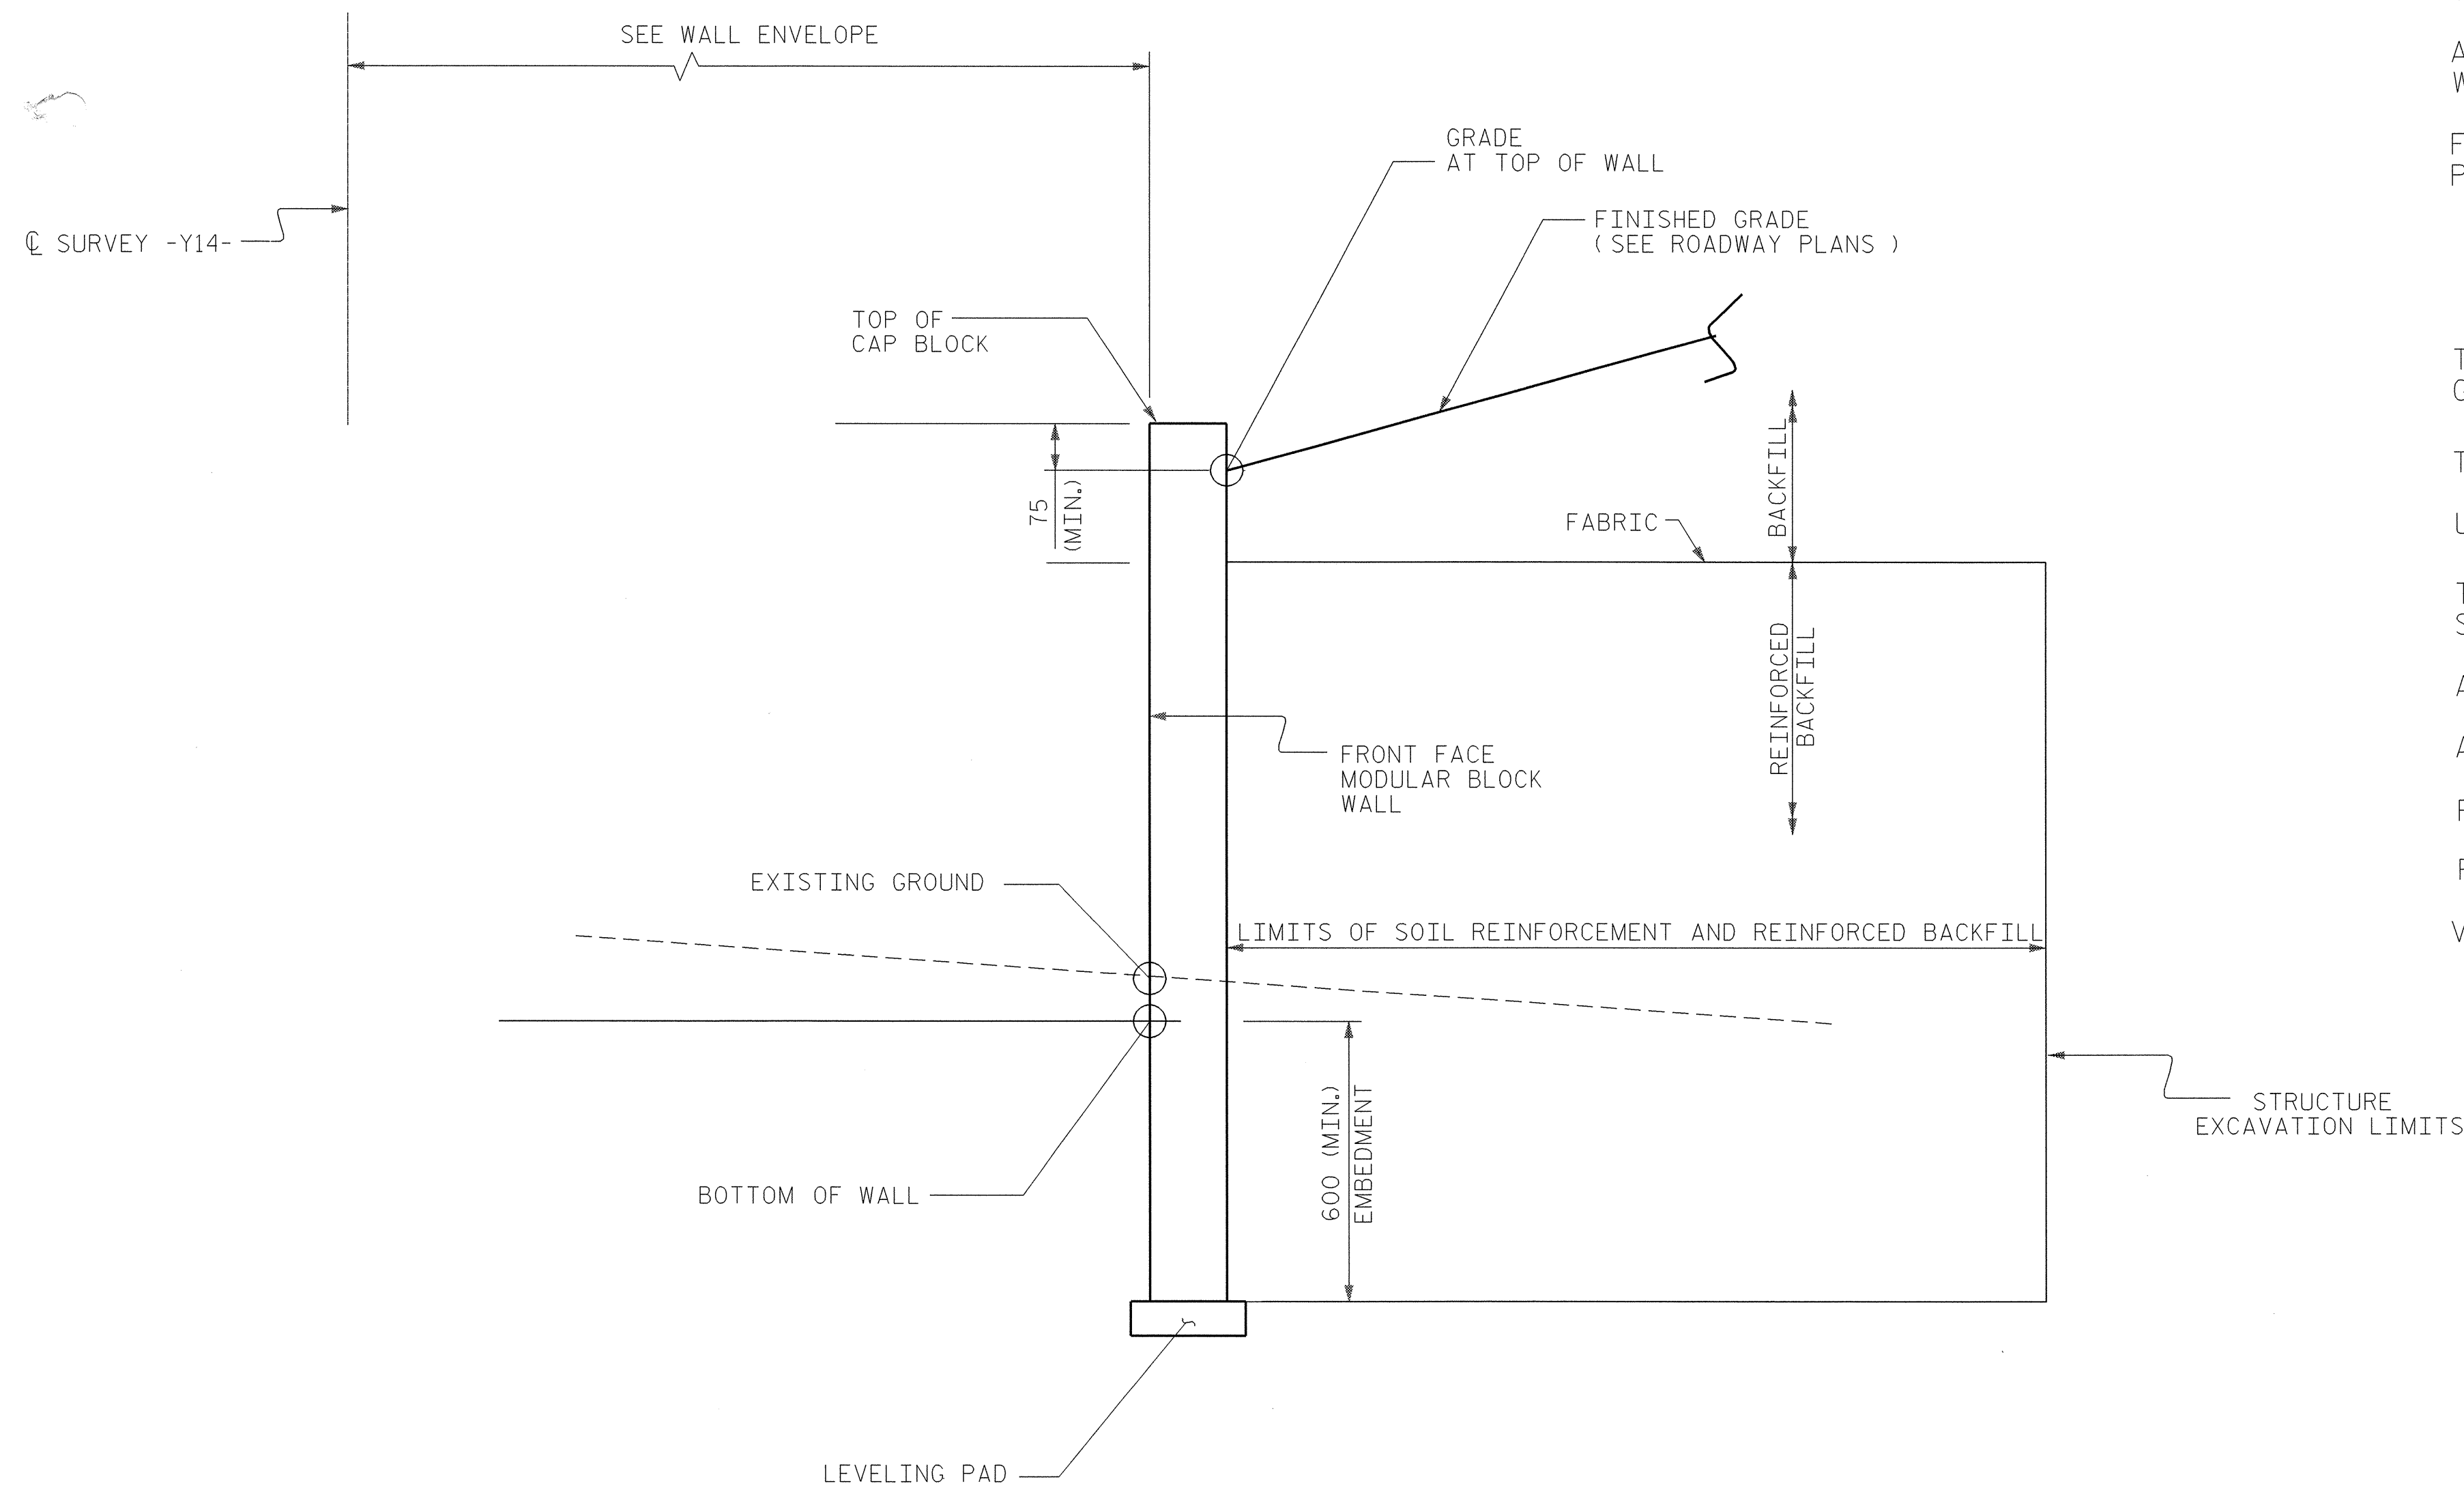 SEE WALL ENVELOPE
GRADE
AT TOP OF WALL
FINISHED GRADE
( SEE ROADWAY PLANS )
℄ SURVEY -Y14-
TOP OF
CAP BLOCK
75
(MIN.)
BACKFILL
FABRIC
REINFORCED
BACKFILL
FRONT FACE
MODULAR BLOCK
WALL
EXISTING GROUND
LIMITS OF SOIL REINFORCEMENT AND REINFORCED BACKFILL
600 (MIN.)
EMBEDMENT
STRUCTURE
EXCAVATION LIMITS
BOTTOM OF WALL
LEVELING PAD